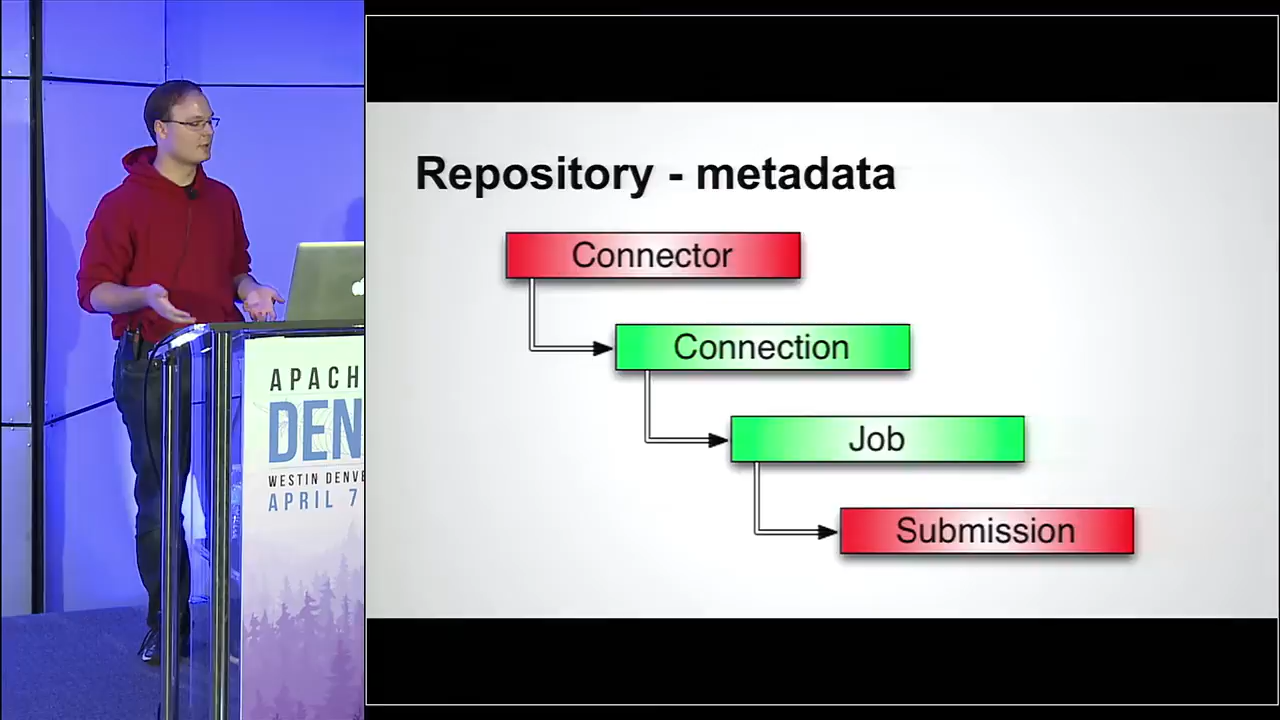 Repository - metadata
Connector
Connection
Job
Submission
APACH
DEN
WESTIN DENVE
APRIL 7